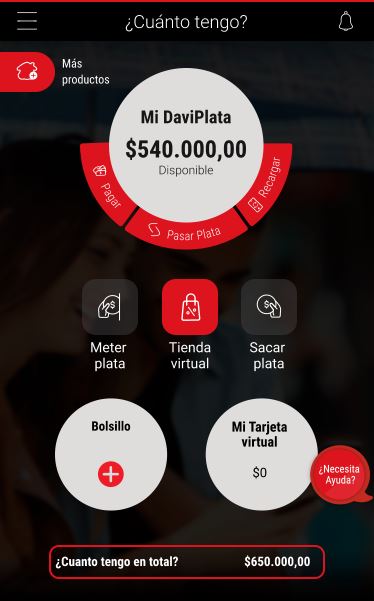 ¿Cuánto tengo?
Más
productos
Mi DaviPlata
$540.000,00
Disponible
Pagar
Pasar Plata
Recargar
Meter
plata
Tienda
virtual
Sacar
plata
Bolsillo
Mi Tarjeta
virtual
$0
¿Necesita
Ayuda?
¿Cuanto tengo en total? $650.000,00